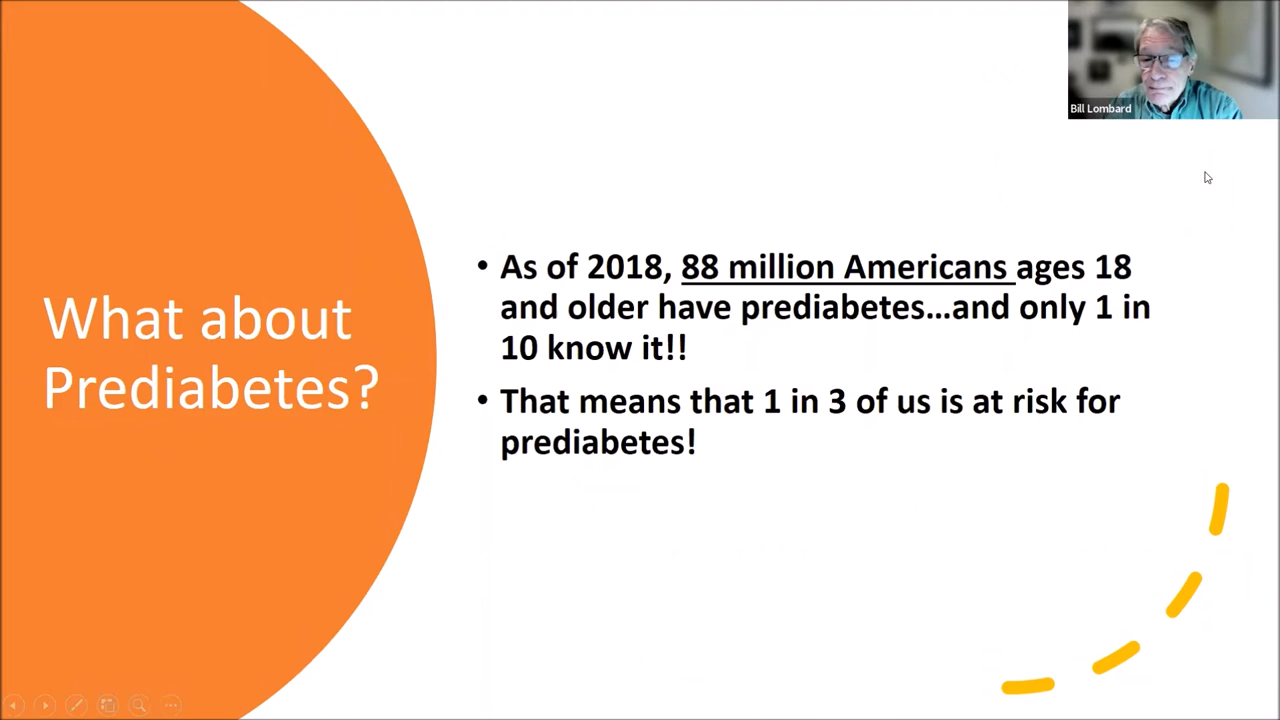 Bill Lombard
What about
Prediabetes?
• As of 2018, 88 million Americans ages 18
and older have prediabetes...and only 1 in
10 know it!!
• That means that 1 in 3 of us is at risk for
prediabetes!